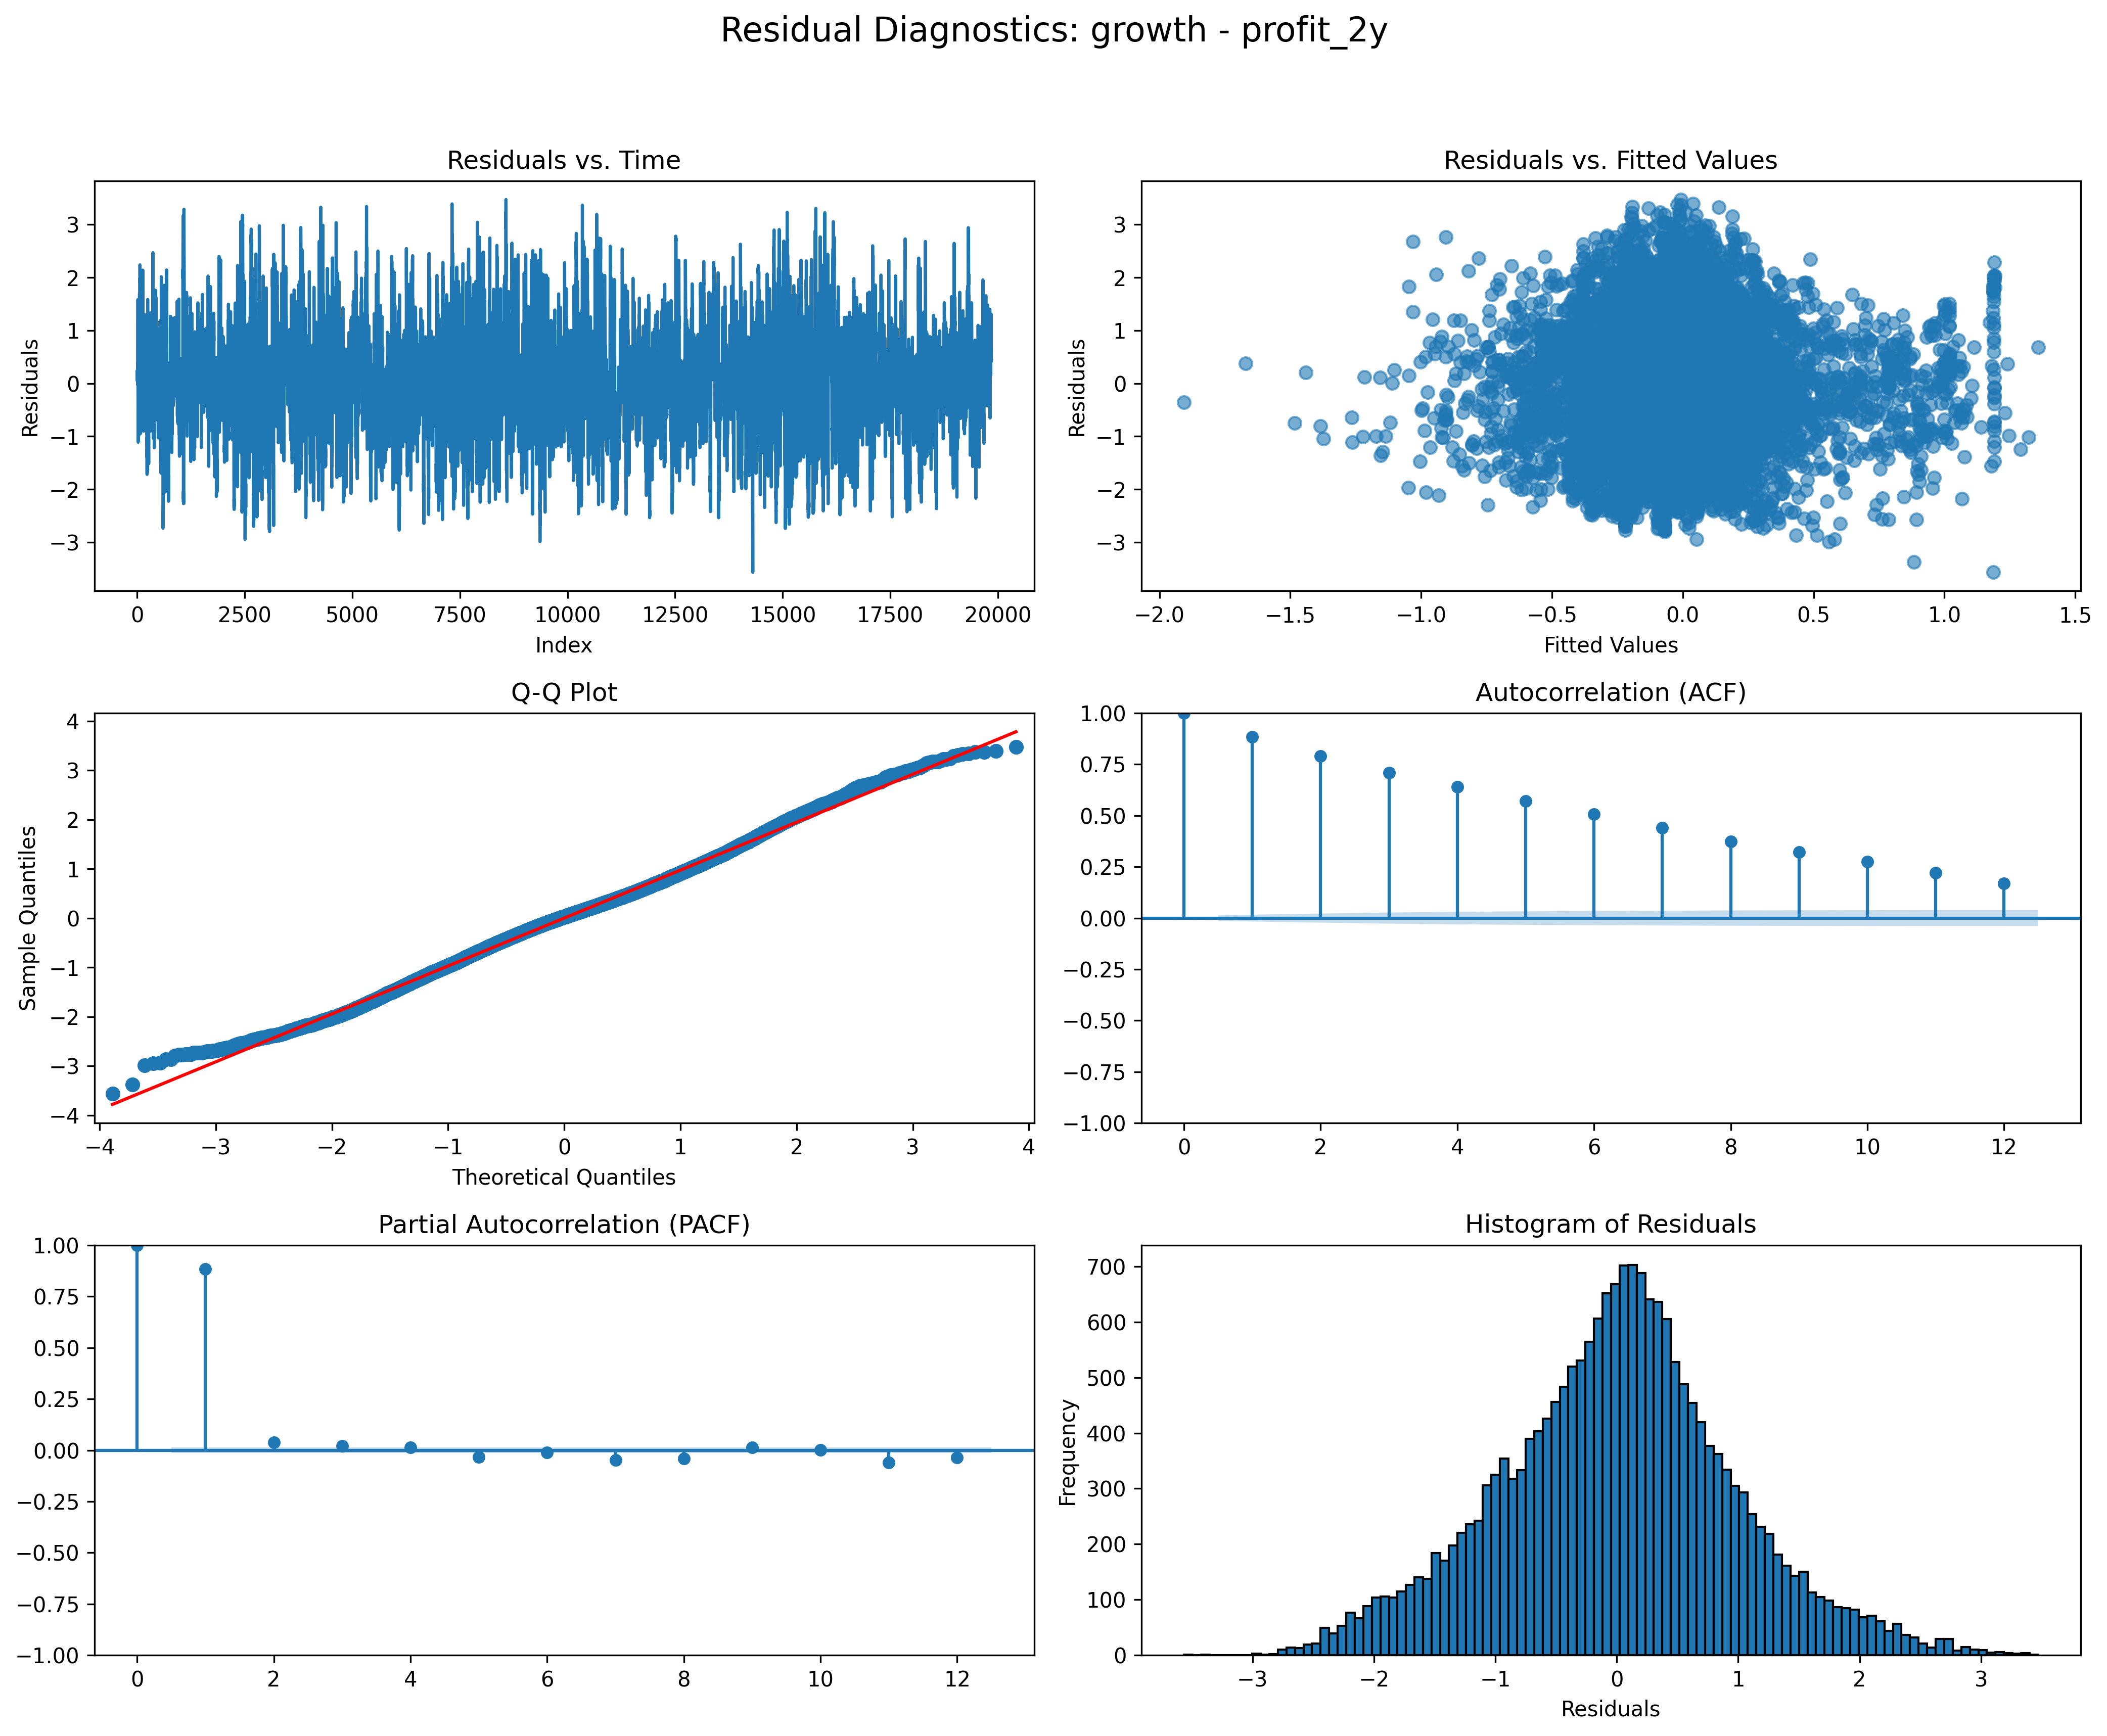 Residual Diagnostics: growth - profit_2y
Residuals vs. Time
Residuals
3
2
1
0
−1
−2
−3
0 2500 5000 7500 10000 12500 15000 17500 20000
Index
Residuals vs. Fitted Values
Residuals
3
2
1
0
−1
−2
−3
−2.0 −1.5 −1.0 −0.5 0.0 0.5 1.0 1.5
Fitted Values
Q-Q Plot
Sample Quantiles
4
3
2
1
0
−1
−2
−3
−4
−4 −3 −2 −1 0 1 2 3 4
Theoretical Quantiles
Autocorrelation (ACF)
1.00
0.75
0.50
0.25
0.00
−0.25
−0.50
−0.75
−1.00
0 2 4 6 8 10 12
Partial Autocorrelation (PACF)
1.00
0.75
0.50
0.25
0.00
−0.25
−0.50
−0.75
−1.00
0 2 4 6 8 10 12
Histogram of Residuals
Frequency
700
600
500
400
300
200
100
0
−3 −2 −1 0 1 2 3
Residuals